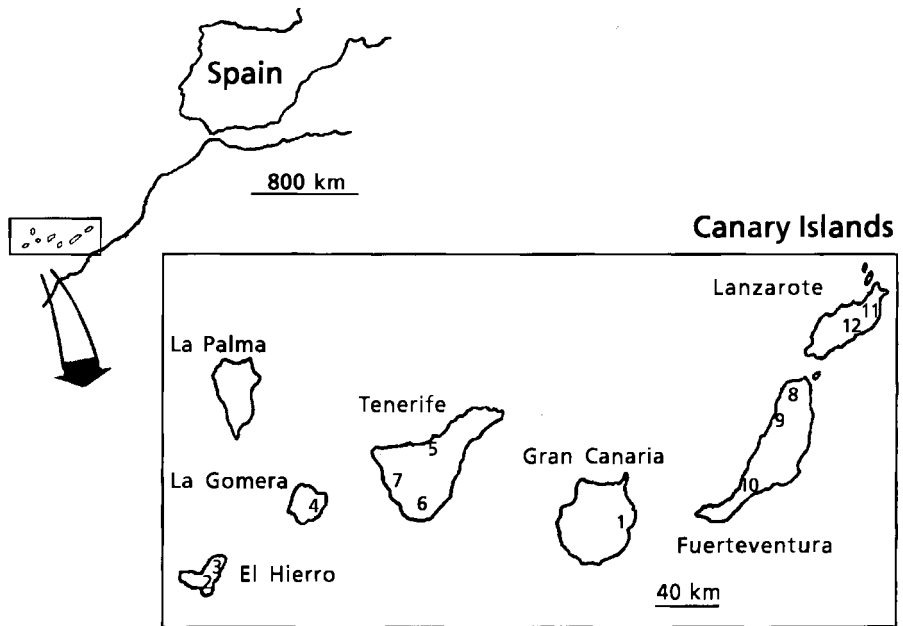 Spain
800 km
Canary Islands
Lanzarote
11
12
La Palma
8
Tenerife
9
5
Gran Canaria
La Gomera
7
10
4
6
1
Fuerteventura
3
El Hierro
2
40 km